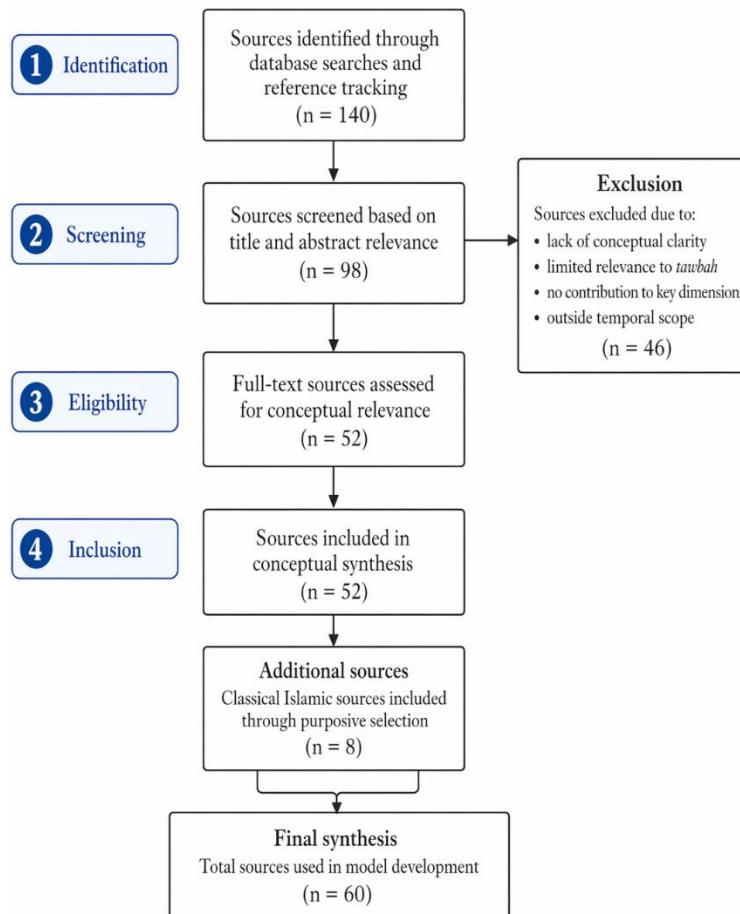 1 Identification
Sources identified through
database searches and
reference tracking
(n = 140)
2 Screening
Sources screened based on
title and abstract relevance
(n = 98)
Exclusion
Sources excluded due to:
• lack of conceptual clarity
• limited relevance to tawbah
• no contribution to key dimension
• outside temporal scope
(n = 46)
3 Eligibility
Full-text sources assessed
for conceptual relevance
(n = 52)
4 Inclusion
Sources included in
conceptual synthesis
(n = 52)
Additional sources
Classical Islamic sources included
through purposive selection
(n = 8)
Final synthesis
Total sources used in model development
(n = 60)